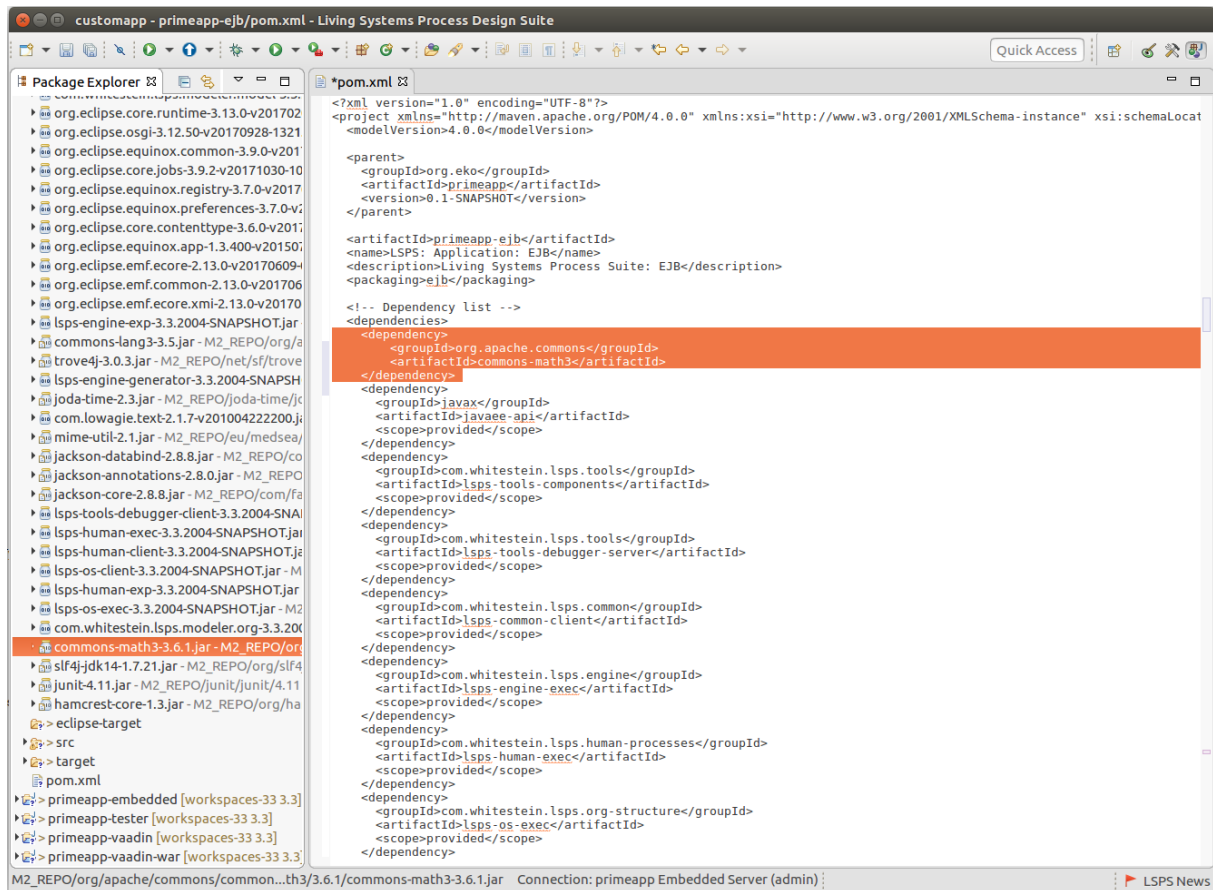 customapp - primeapp-ejb/pom.xml - Living Systems Process Design Suite
Quick Access
Package Explorer
org.eclipse.core.runtime-3.13.0-v20170
org.eclipse.osgi-3.12.50-v20170928-1321
org.eclipse.equinox.common-3.9.0-v201
org.eclipse.core.jobs-3.9.2-v20171030-10
org.eclipse.equinox.registry-3.7.0-v2017
org.eclipse.equinox.preferences-3.7.0-v
org.eclipse.core.contenttype-3.6.0-v2017
org.eclipse.equinox.app-1.3.400-v201507
org.eclipse.emf.ecore-2.13.0-v20170609-
org.eclipse.emf.common-2.13.0-v201706
org.eclipse.emf.ecore.xmi-2.13.0-v20170
lsps-engine-exp-3.3.2004-SNAPSHOT.jar
commons-lang3-3.5.jar - M2_REPO/org/a
trove4j-3.0.3.jar - M2_REPO/net/sf/trove
lsps-engine-generator-3.3.2004-SNAPSH
joda-time-2.3.jar - M2_REPO/joda-time/jo
com.lowagie.text-2.1.7-v201004222200.ja
mime-util-2.1.jar - M2_REPO/eu/medsea/
jackson-databind-2.8.8.jar - M2_REPO/co
jackson-annotations-2.8.0.jar - M2_REPO
jackson-core-2.8.8.jar - M2_REPO/com/fa
lsps-tools-debugger-client-3.3.2004-SNA
lsps-human-exec-3.3.2004-SNAPSHOT.jar
lsps-human-client-3.3.2004-SNAPSHOT.ja
lsps-os-client-3.3.2004-SNAPSHOT.jar - M
lsps-human-exp-3.3.2004-SNAPSHOT.jar
lsps-os-exec-3.3.2004-SNAPSHOT.jar - M2
com.whitestein.lsps.modeler.org-3.3.200
commons-math3-3.6.1.jar - M2_REPO/org
slf4j-jdk14-1.7.21.jar - M2_REPO/org/slf4
junit-4.11.jar - M2_REPO/junit/junit/4.11
hamcrest-core-1.3.jar - M2_REPO/org/ha
> eclipse-target
> src
> target
pom.xml
> primeapp-embedded [workspaces-33 3.3]
> primeapp-tester [workspaces-33 3.3]
> primeapp-vaadin [workspaces-33 3.3]
> primeapp-vaadin-war [workspaces-33 3.3
*pom.xml
<?xml version="1.0" encoding="UTF-8"?>
<project xmlns="http://maven.apache.org/POM/4.0.0" xmlns:xsi="http://www.w3.org/2001/XMLSchema-instance" xsi:schemaLocat
<modelVersion>4.0.0</modelVersion>
<parent>
<groupId>org.eko</groupId>
<artifactId>primeapp</artifactId>
<version>0.1-SNAPSHOT</version>
</parent>
<artifactId>primeapp-ejb</artifactId>
<name>LSPS: Application: EJB</name>
<description>Living Systems Process Suite: EJB</description>
<packaging>ejb</packaging>
<!-- Dependency list -->
<dependencies>
<dependency>
<groupId>org.apache.commons</groupId>
<artifactId>commons-math3</artifactId>
</dependency>
<dependency>
<groupId>javax</groupId>
<artifactId>javaee-api</artifactId>
<scope>provided</scope>
</dependency>
<dependency>
<groupId>com.whitestein.lsps.tools</groupId>
<artifactId>lsps-tools-components</artifactId>
<scope>provided</scope>
</dependency>
<dependency>
<groupId>com.whitestein.lsps.tools</groupId>
<artifactId>lsps-tools-debugger-server</artifactId>
<scope>provided</scope>
</dependency>
<dependency>
<groupId>com.whitestein.lsps.common</groupId>
<artifactId>lsps-common-client</artifactId>
<scope>provided</scope>
</dependency>
<dependency>
<groupId>com.whitestein.lsps.engine</groupId>
<artifactId>lsps-engine-exec</artifactId>
<scope>provided</scope>
</dependency>
<dependency>
<groupId>com.whitestein.lsps.human-processes</groupId>
<artifactId>lsps-human-exec</artifactId>
<scope>provided</scope>
</dependency>
<dependency>
<groupId>com.whitestein.lsps.org-structure</groupId>
<artifactId>lsps-os-exec</artifactId>
<scope>provided</scope>
</dependency>
M2_REPO/org/apache/commons/common...th3/3.6.1/commons-math3-3.6.1.jar Connection: primeapp Embedded Server (admin)
LSPS News